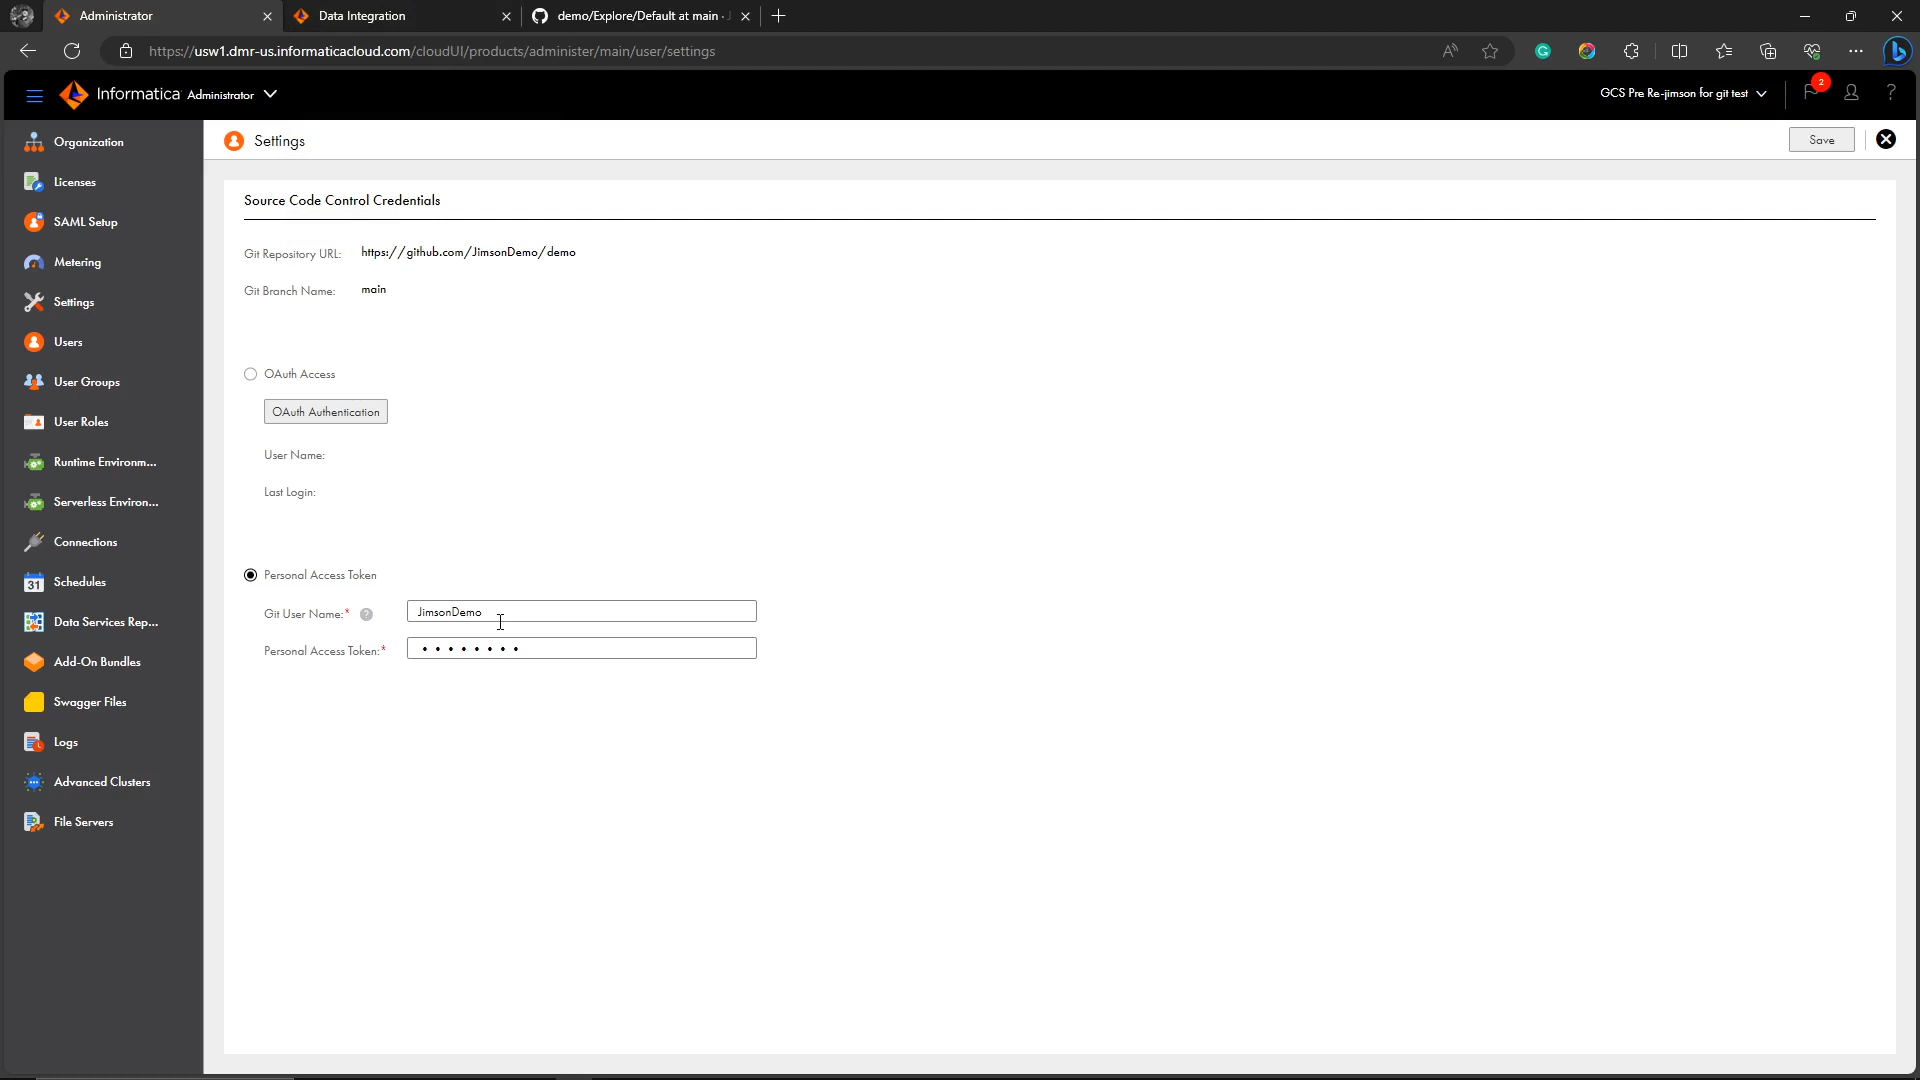 Administrator
Data Integration
demo/Explore/Default at main ·
https://usw1.dmr-us.informaticacloud.com/cloudUI/products/administer/main/user/settings
Informatica Administrator
GCS Pre Re-jimson for git test
2
?
Organization
Licenses
SAML Setup
Metering
Settings
Users
User Groups
User Roles
Runtime Environm...
Serverless Environ...
Connections
31
Schedules
Data Services Rep...
Add-On Bundles
Swagger Files
Logs
Advanced Clusters
File Servers
Settings
Save
Source Code Control Credentials
Git Repository URL: https://github.com/JimsonDemo/demo
Git Branch Name: main
OAuth Access
OAuth Authentication
User Name:
Last Login:
Personal Access Token
Git User Name:* ? JimsonDemo
Personal Access Token:* ••••••••